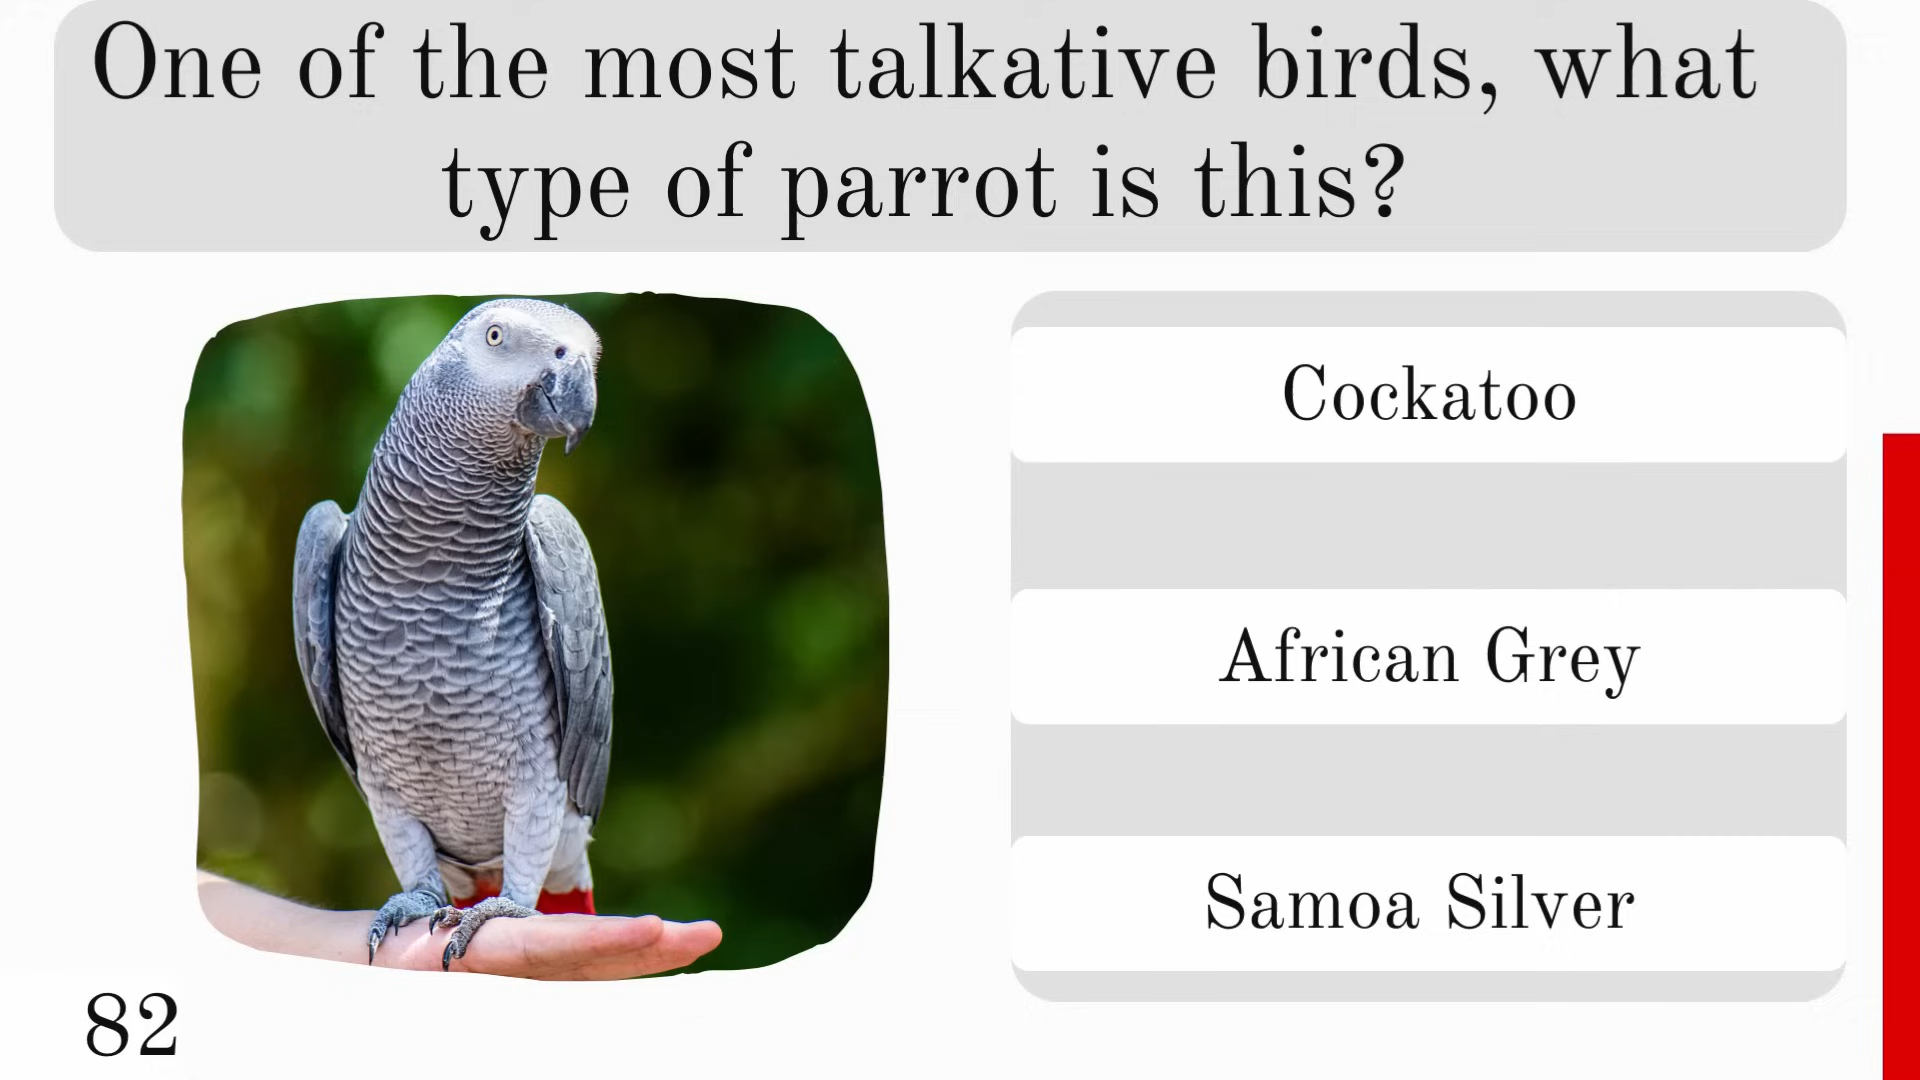 One of the most talkative birds, what
type of parrot is this?
Cockatoo
African Grey
Samoa Silver
82